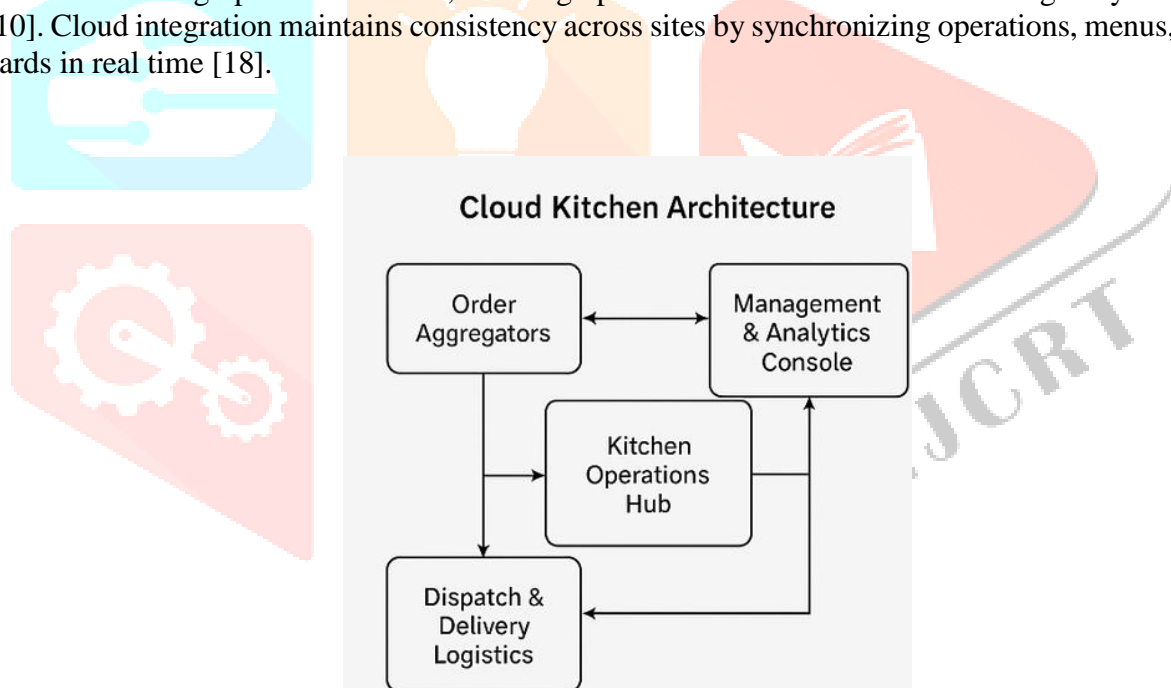 10]. Cloud integration maintains consistency across sites by synchronizing operations, menus,
ards in real time [18].
Cloud Kitchen Architecture
Order
Aggregators
Management
& Analytics
Console
Kitchen
Operations
Hub
Dispatch &
Delivery
Logistics
JCRT